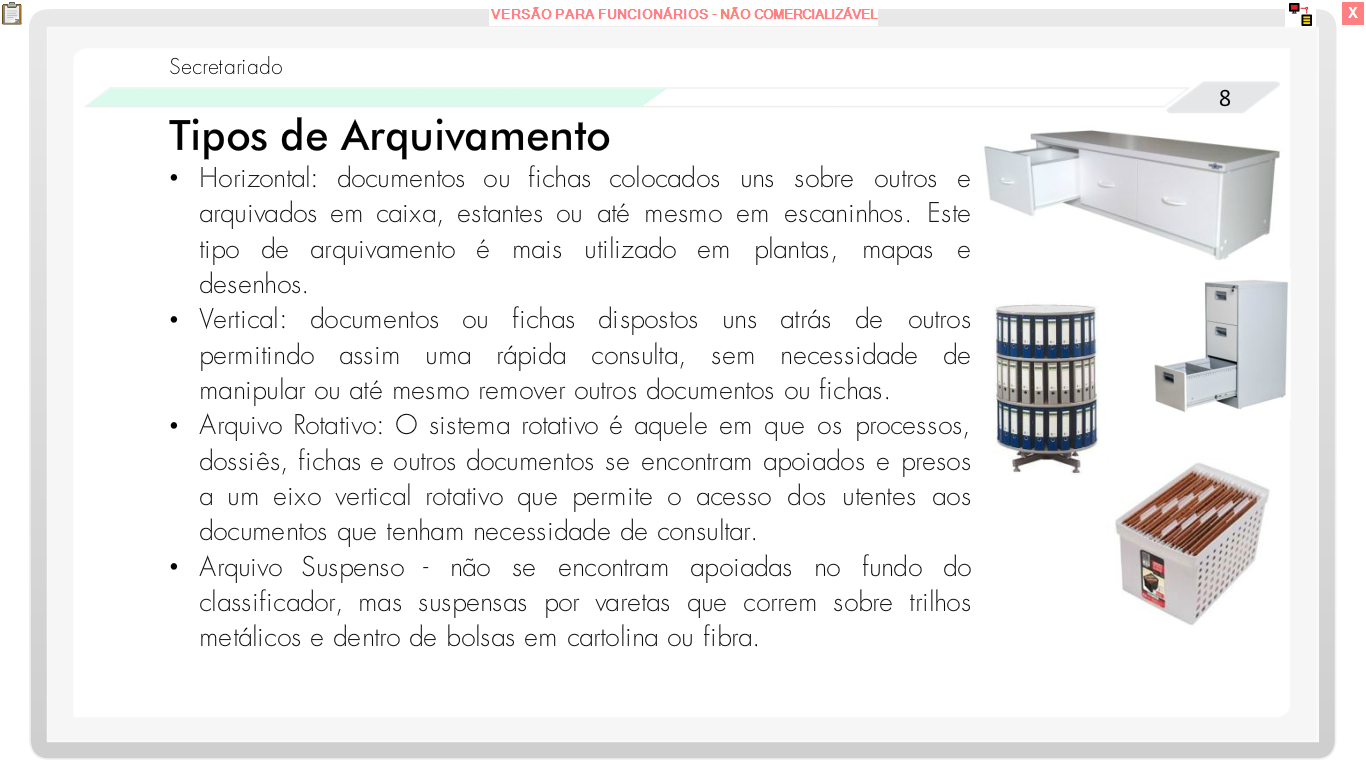 VERSÃO PARA FUNCIONÁRIOS - NÃO COMERCIALIZÁVEL
X
Secretariado
8
Tipos de Arquivamento
• Horizontal: documentos ou fichas colocados uns sobre outros e
arquivados em caixa, estantes ou até mesmo em escaninhos. Este
tipo de arquivamento é mais utilizado em plantas, mapas e
desenhos.
• Vertical: documentos ou fichas dispostos uns atrás de outros
permitindo assim uma rápida consulta, sem necessidade de
manipular ou até mesmo remover outros documentos ou fichas.
• Arquivo Rotativo: O sistema rotativo é aquele em que os processos,
dossiês, fichas e outros documentos se encontram apoiados e presos
a um eixo vertical rotativo que permite o acesso dos utentes aos
documentos que tenham necessidade de consultar.
• Arquivo Suspenso - não se encontram apoiadas no fundo do
classificador, mas suspensas por varetas que correm sobre trilhos
metálicos e dentro de bolsas em cartolina ou fibra.